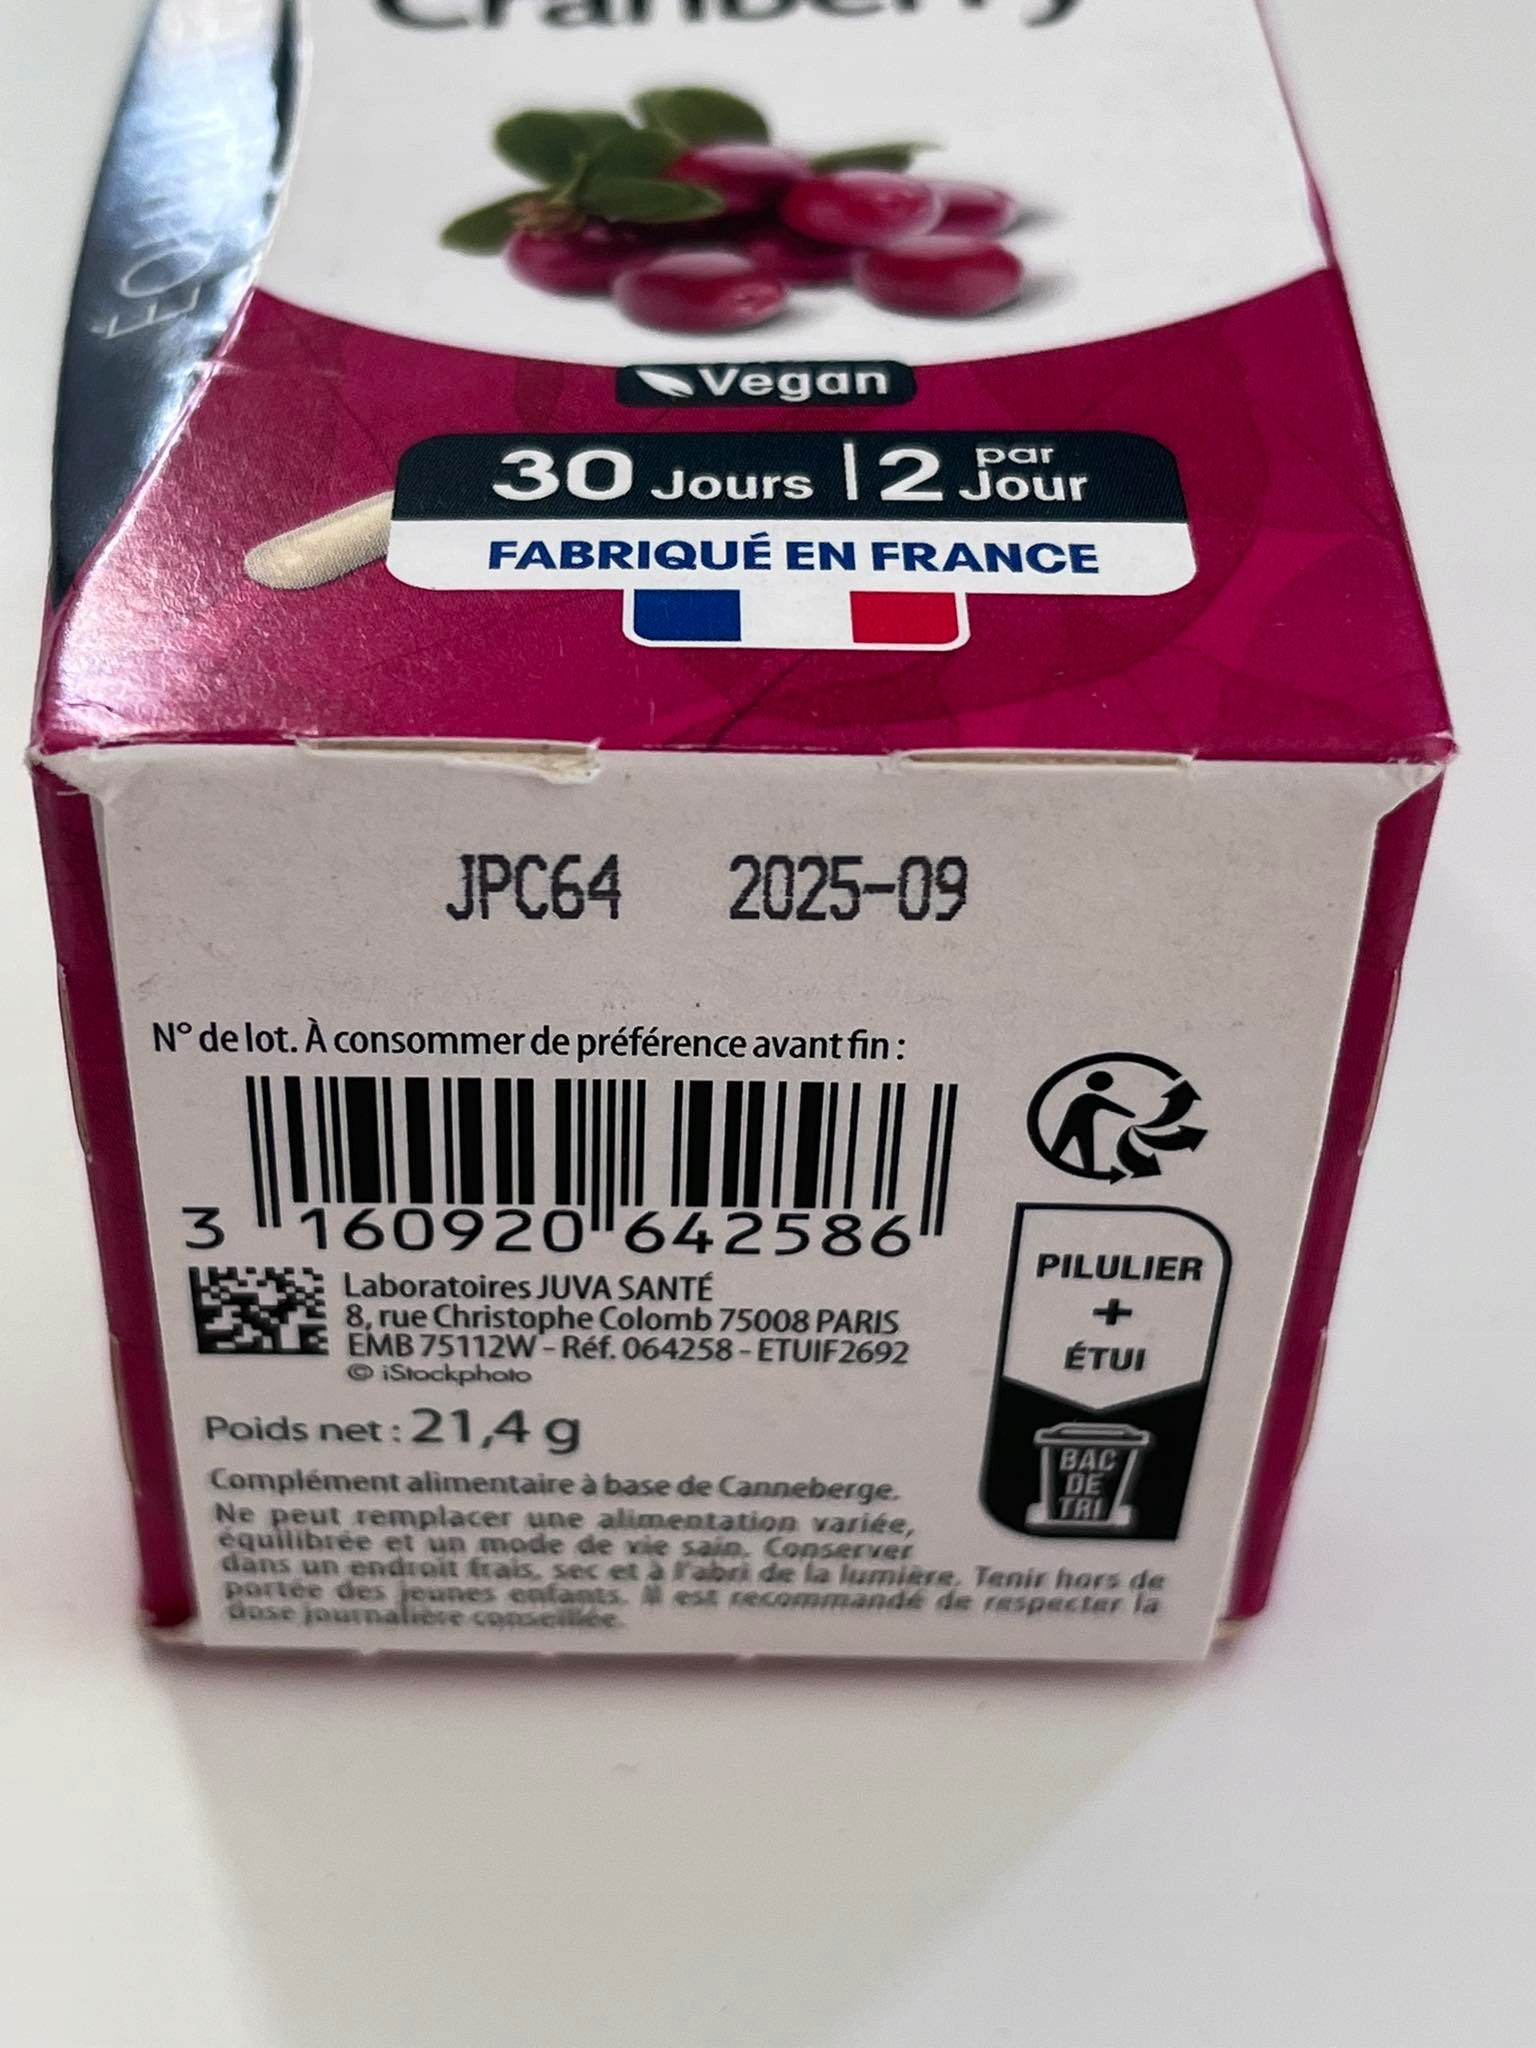 Cranberry
Vegan
30 Jours | 2 par Jour
FABRIQUÉ EN FRANCE
JPC64 2025-09
N° de lot. À consommer de préférence avant fin :
3 160920 642586
Laboratoires JUVA SANTÉ
8, rue Christophe Colomb 75008 PARIS
EMB 75112W - Réf. 064258 - ETUIF2692
© iStockphoto
Poids net : 21,4 g
Complément alimentaire à base de Canneberge.
Ne peut remplacer une alimentation variée,
équilibrée et un mode de vie sain. Conserver
dans un endroit frais, sec et à l'abri de la lumière. Tenir hors de
portée des jeunes enfants. Il est recommandé de respecter la
dose journalière conseillée.
PILULIER
+
ÉTUI
BAC
DE
TRI